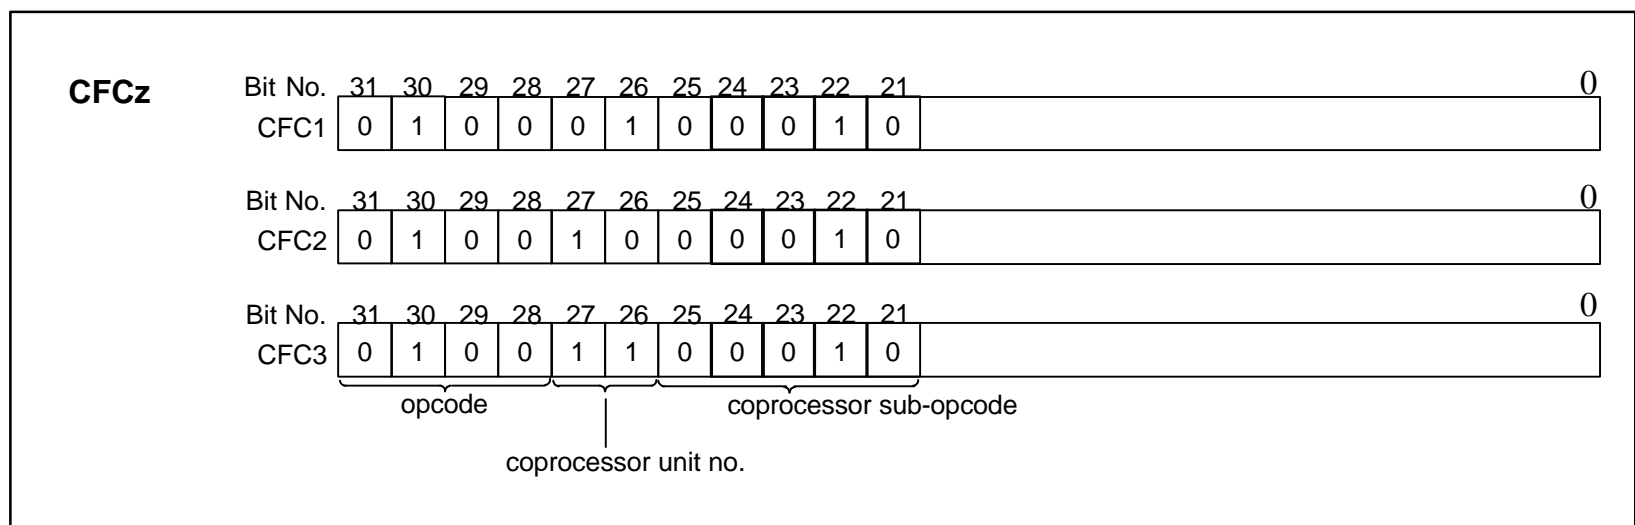 CFCz
Bit No. 31 30 29 28 27 26 25 24 23 22 21 0
CFC1 0 1 0 0 0 1 0 0 0 1 0
Bit No. 31 30 29 28 27 26 25 24 23 22 21 0
CFC2 0 1 0 0 1 0 0 0 0 1 0
Bit No. 31 30 29 28 27 26 25 24 23 22 21 0
CFC3 0 1 0 0 1 1 0 0 0 1 0
opcode coprocessor sub-opcode
coprocessor unit no.